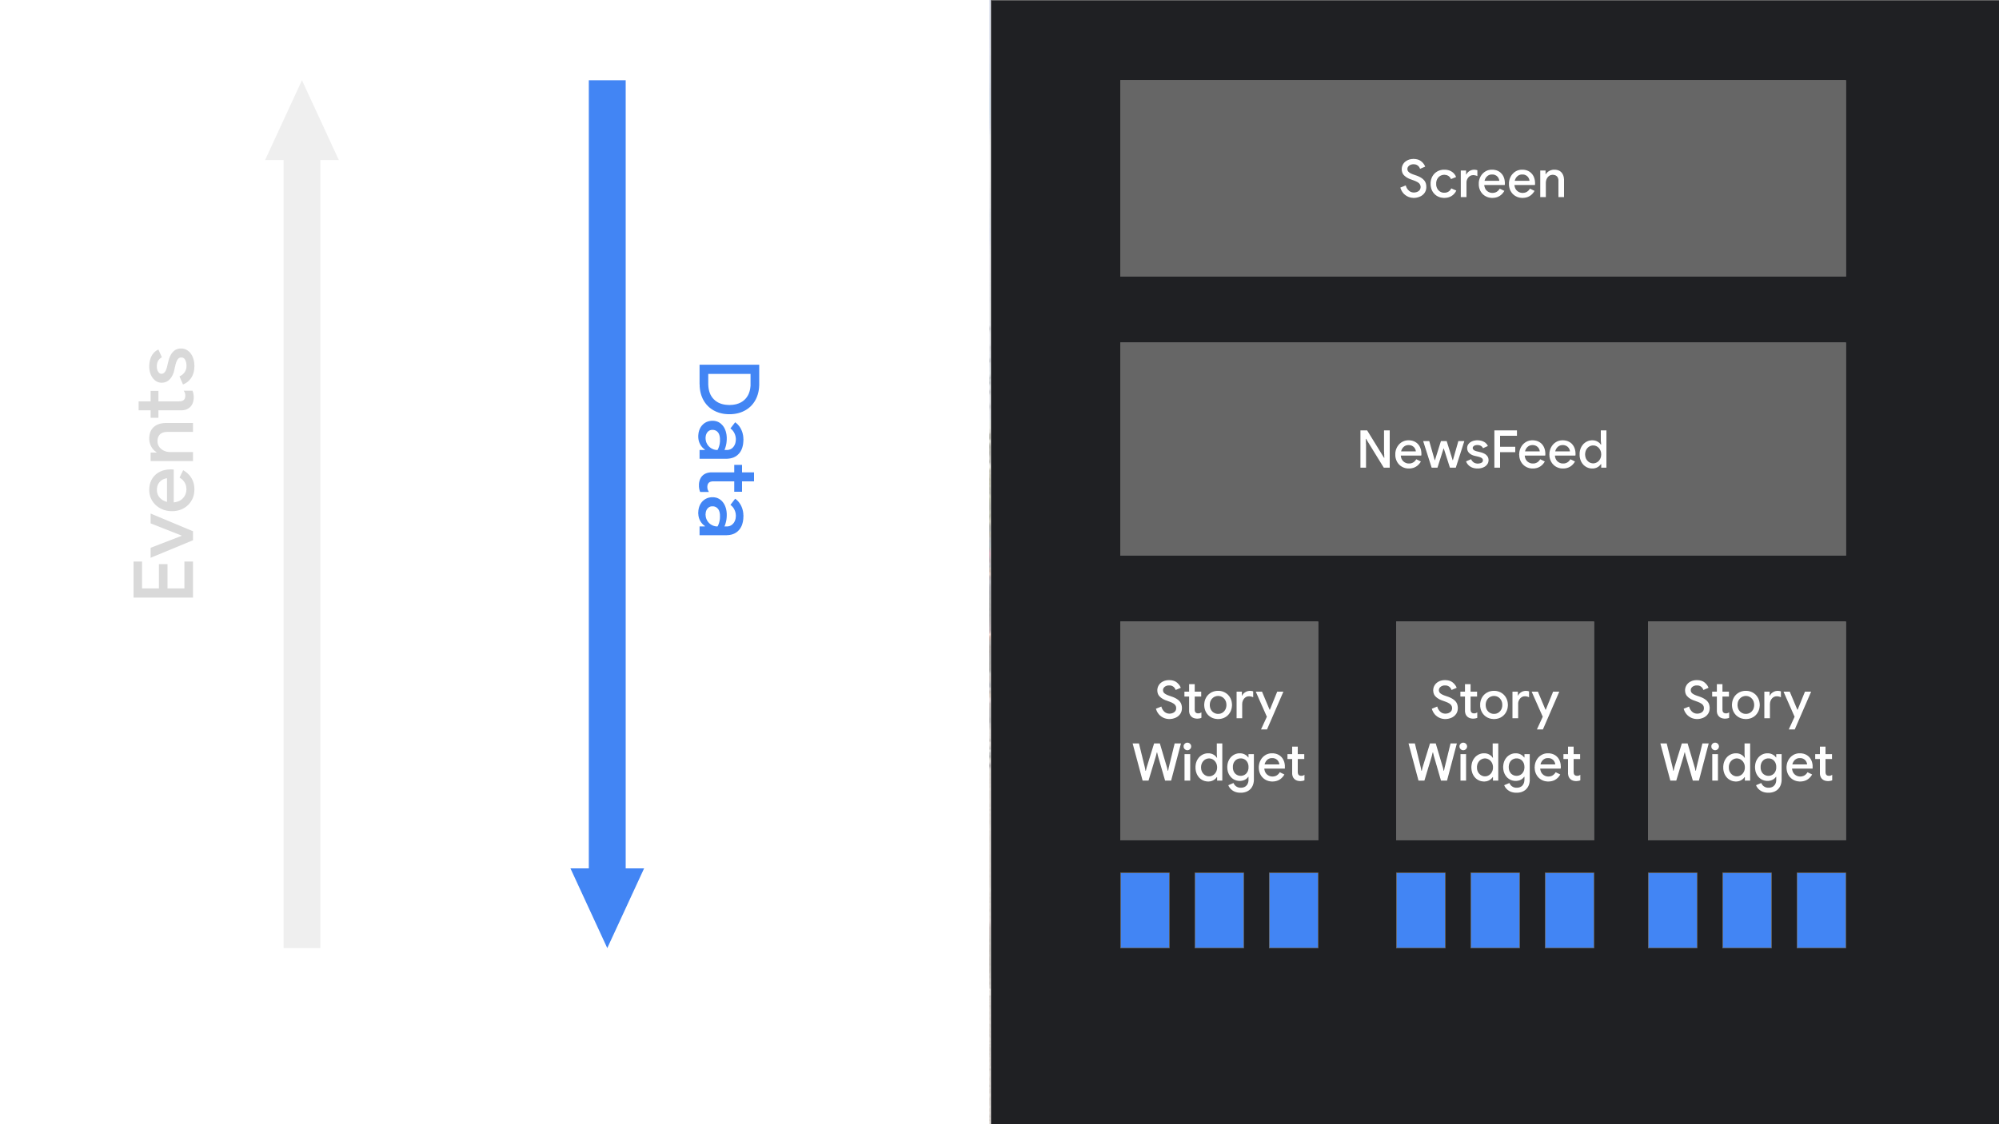 Events
Data
Screen
NewsFeed
Story
Widget
Story
Widget
Story
Widget